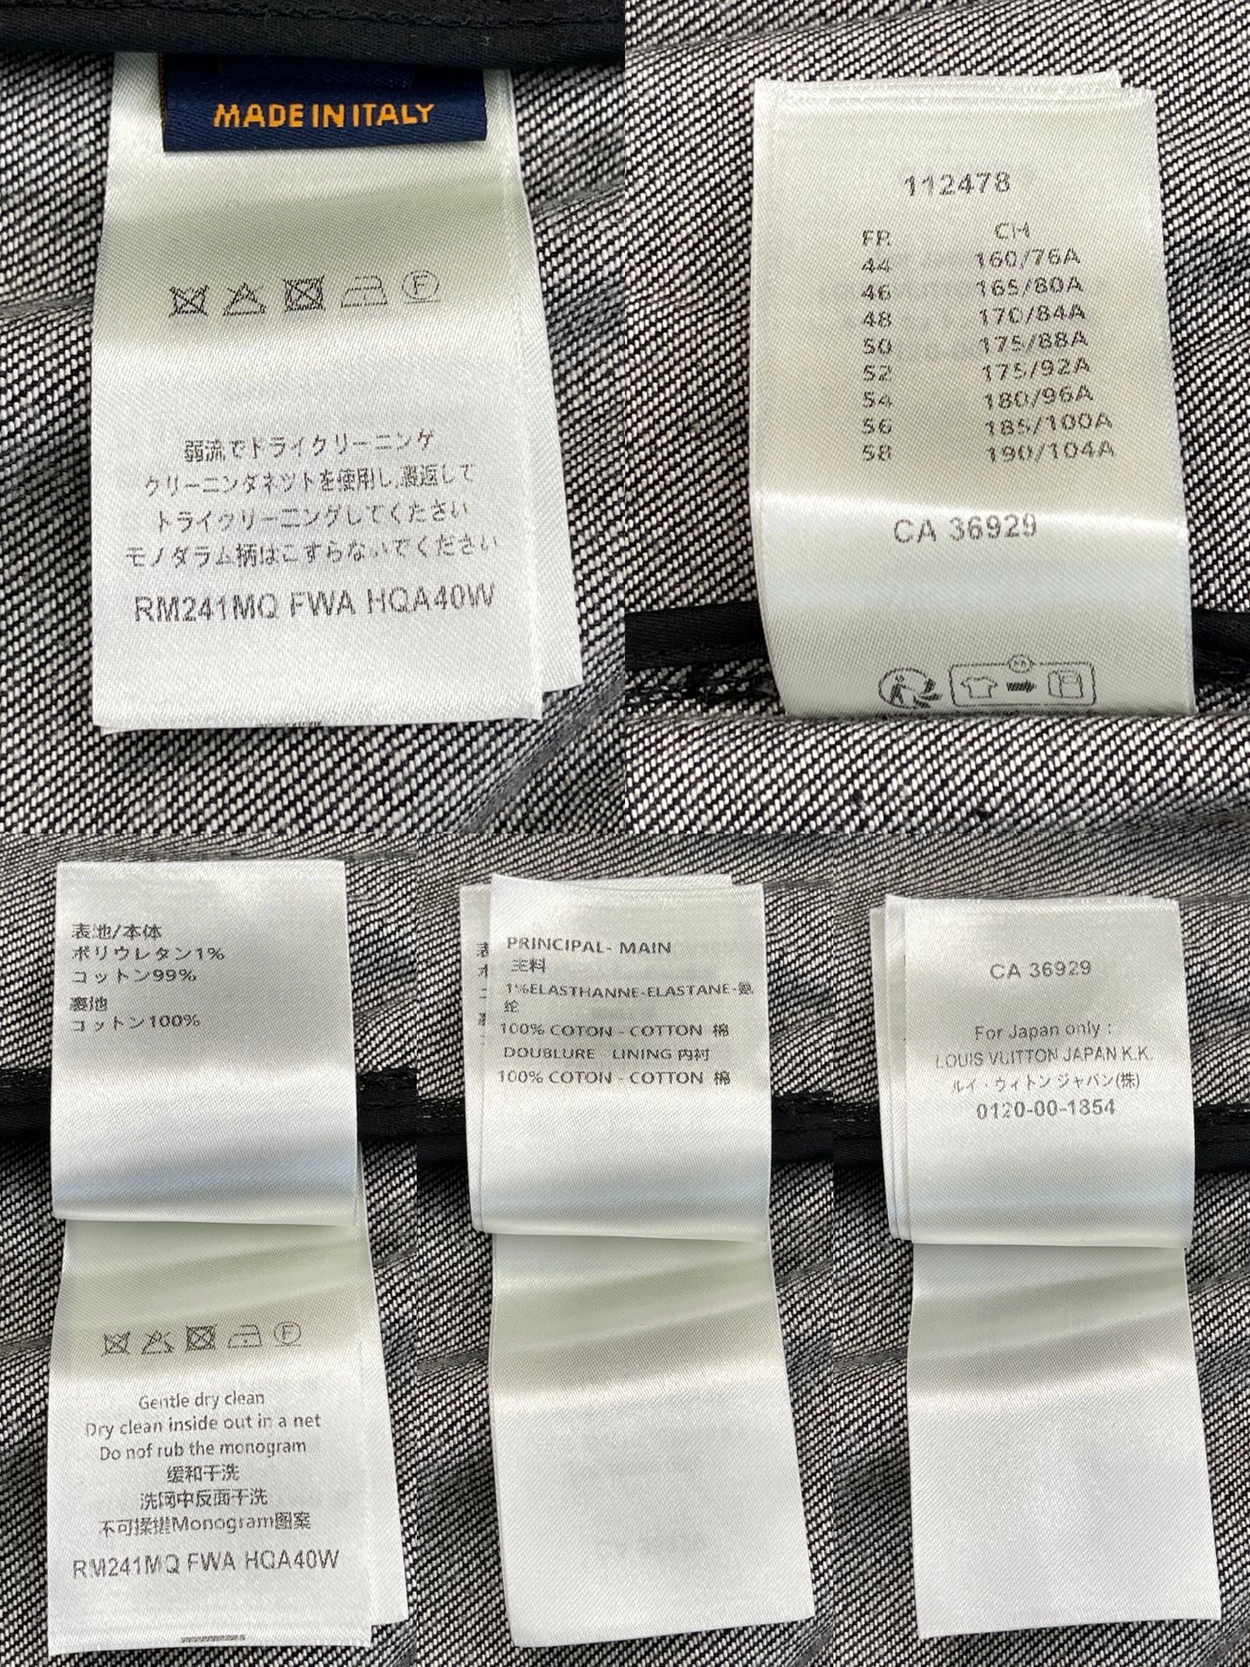 MADE IN ITALY
弱流でトライクリーニング
クリーニンダネツトを使用し,裏返して
トライクリーニングしてください
モノダラム柄はこすらないでください
RM241MQ FWA HQA40W
112478
FR CH
44 160/76A
46 165/80A
48 170/84A
50 175/88A
52 175/92A
54 180/96A
56 185/100A
58 190/104A
CA 36929
表地/本体
ポリウレタン1%
コットン99%
裏地
コットン100%
Gentle dry clean
Dry clean inside out in a net
Do nof rub the monogram
缓和干洗
洗网中反面干洗
不可揉搓Monogram图案
RM241MQ FWA HQA40W
PRINCIPAL- MAIN
主料
1%ELASTHANNE-ELASTANE-氨
纶
100% COTON - COTTON 棉
DOUBLURE - LINING 内衬
100% COTON - COTTON 棉
CA 36929
For Japan only :
LOUIS VUITTON JAPAN K.K.
ルイ・ウィトン ジャパン(株)
0120-00-1854